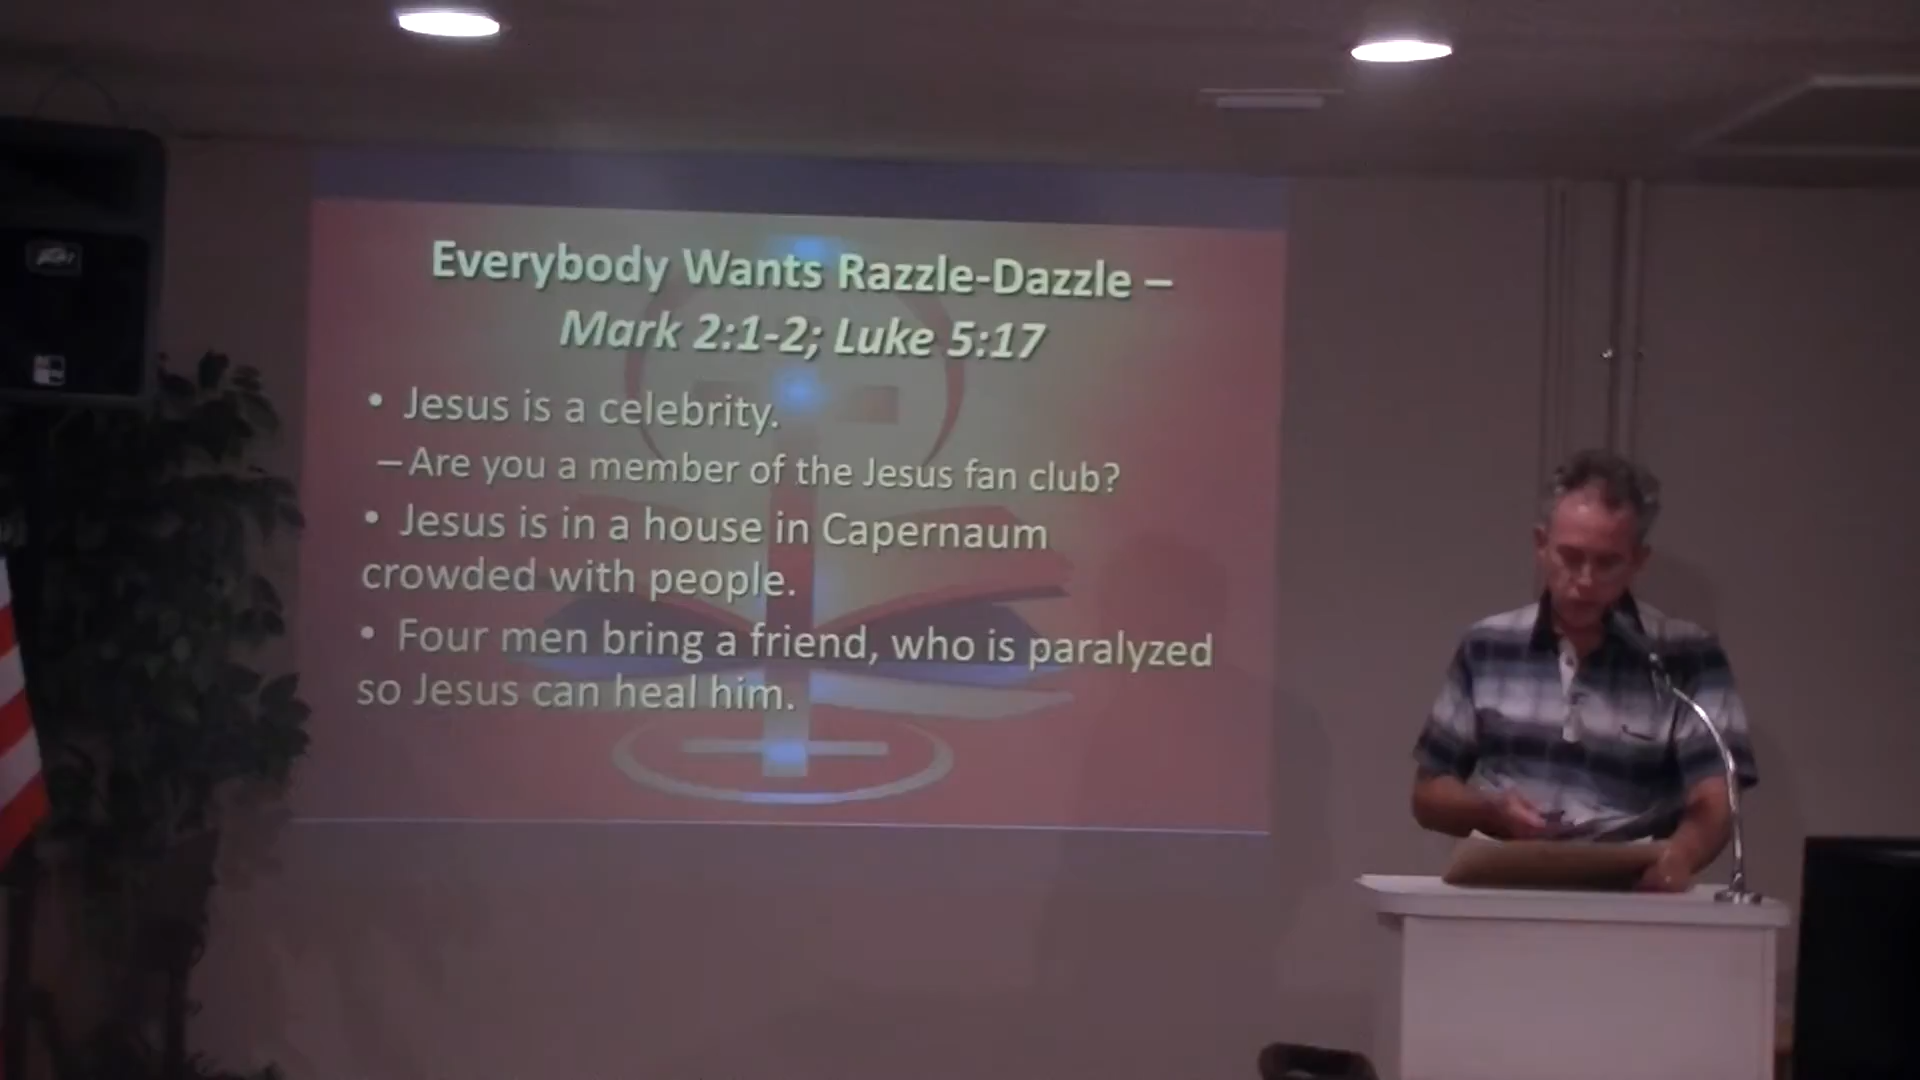 Everybody Wants Razzle-Dazzle –
Mark 2:1-2; Luke 5:17
• Jesus is a celebrity.
– Are you a member of the Jesus fan club?
• Jesus is in a house in Capernaum
crowded with people.
• Four men bring a friend, who is paralyzed
so Jesus can heal him.